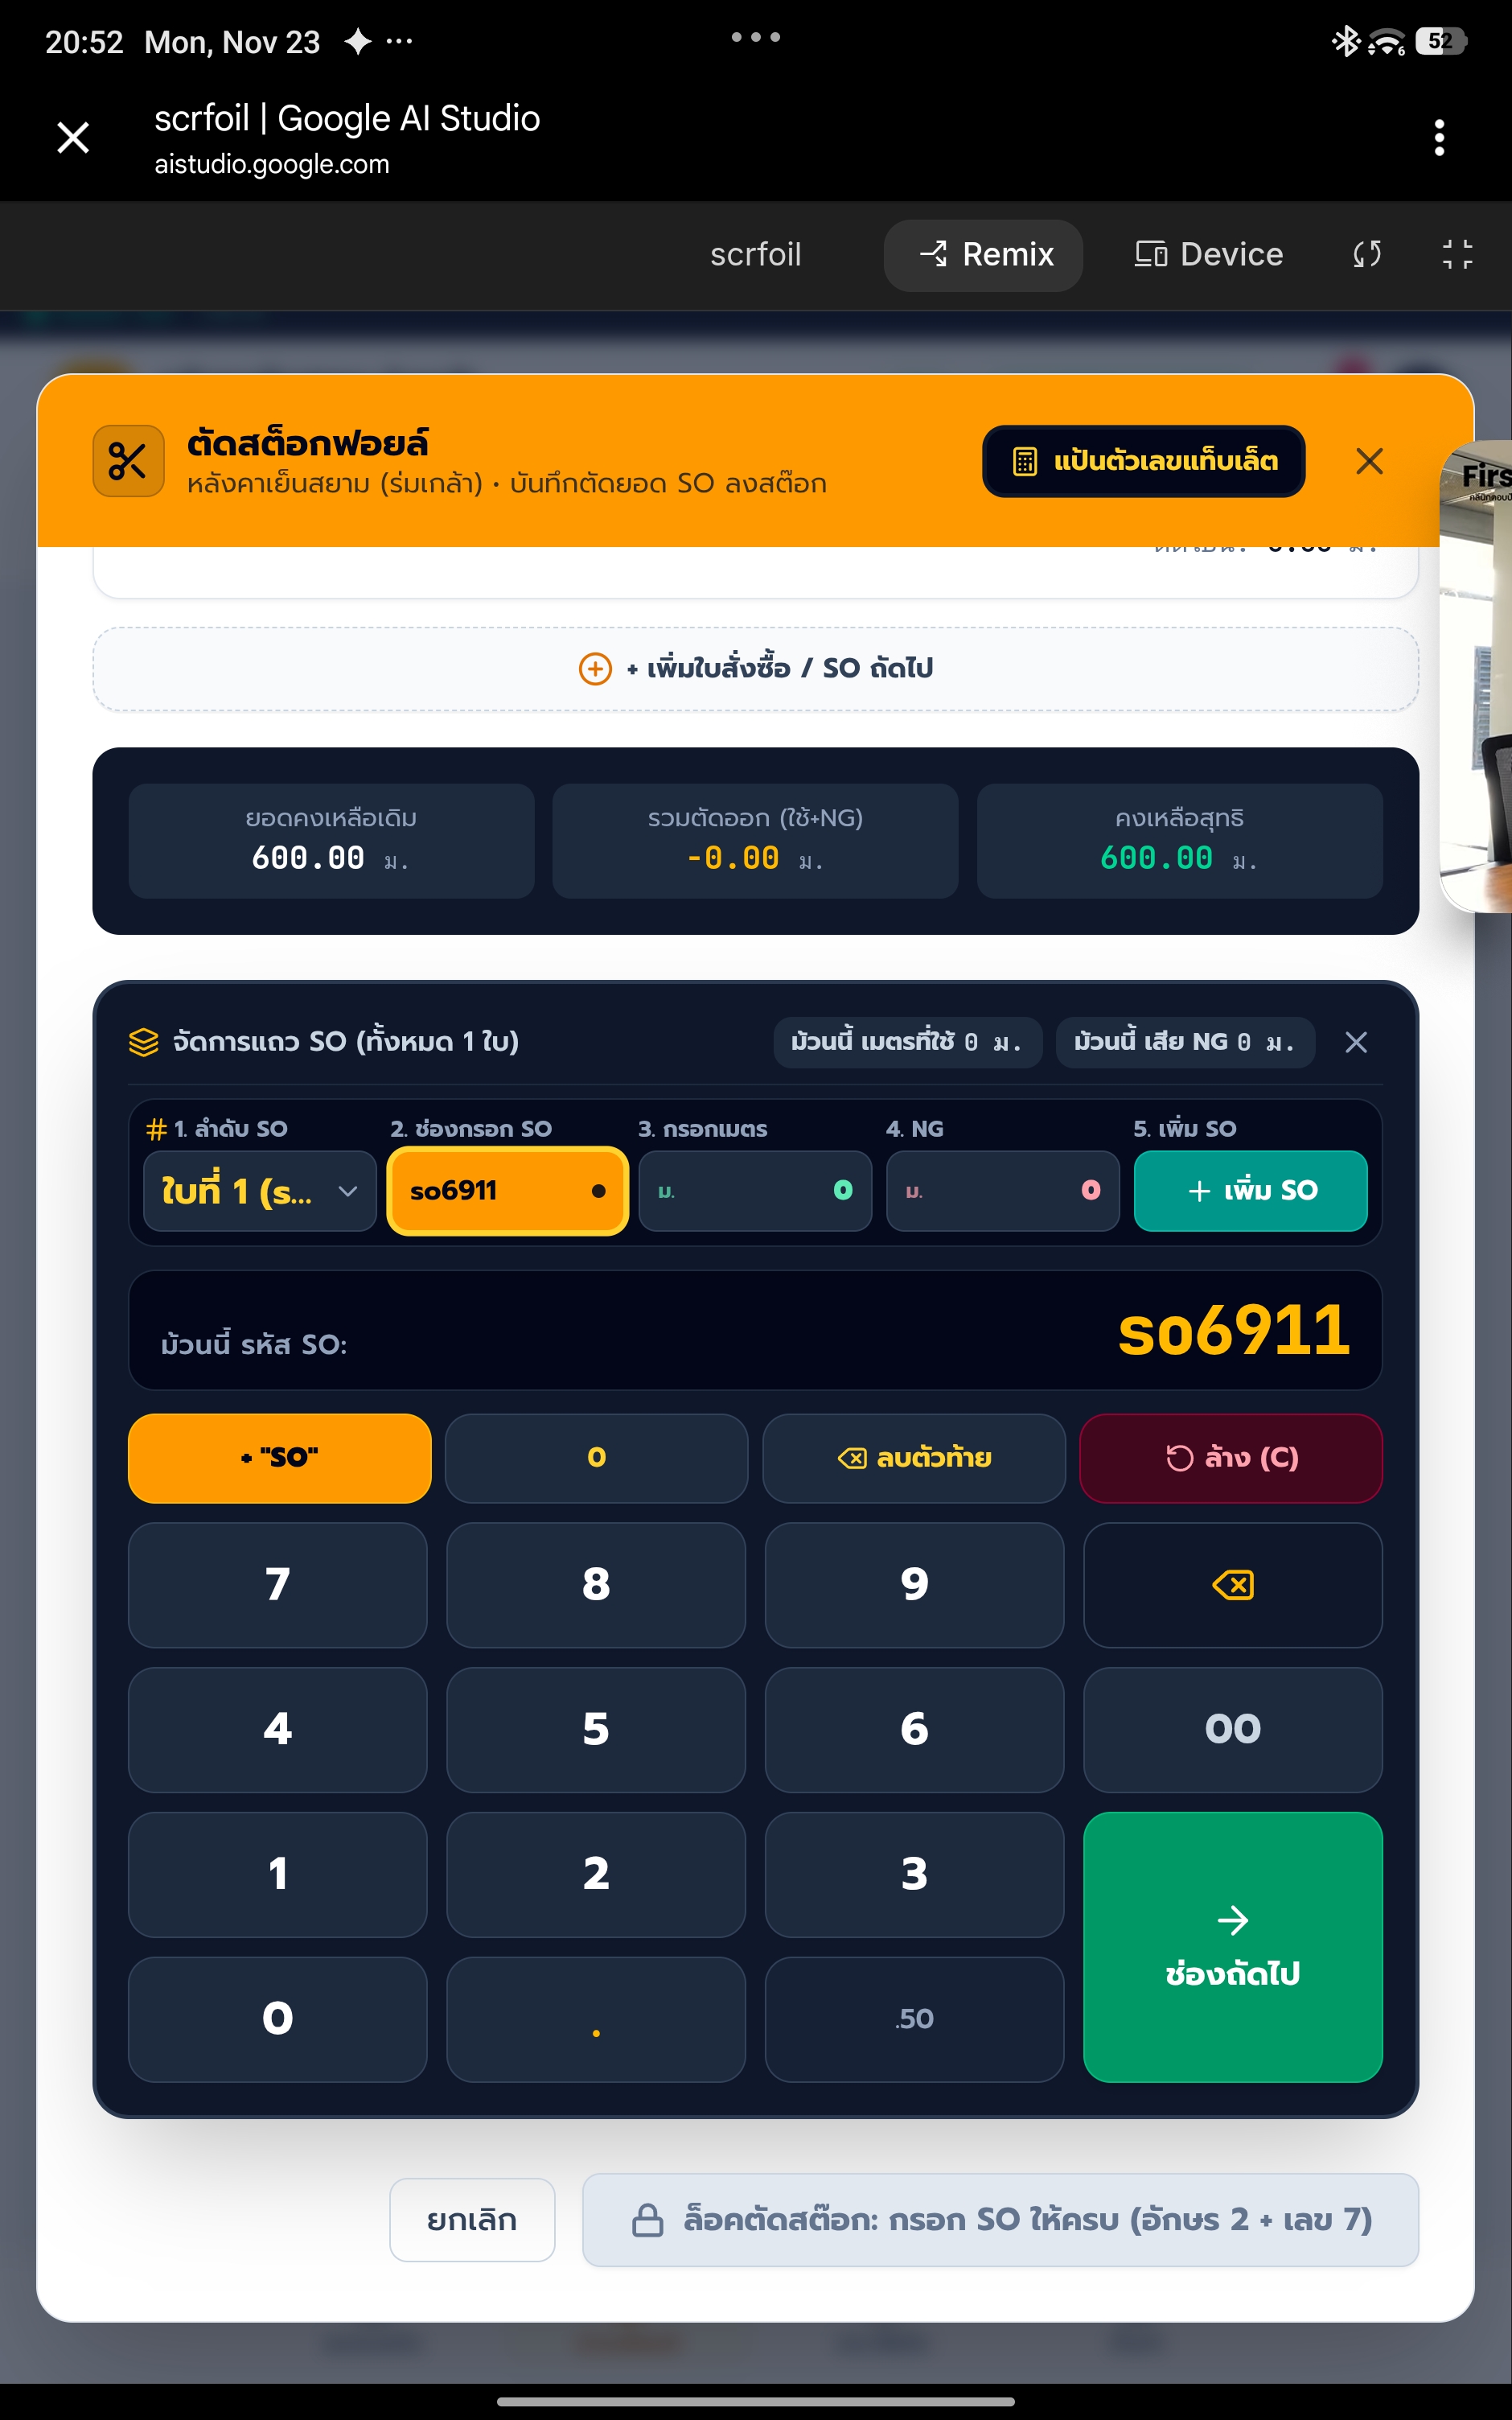 20:52 Mon, Nov 23
6
52
scrfoil | Google AI Studio
aistudio.google.com
scrfoil
Remix
Device
ตัดสต็อกฟอยล์
หลังคาเย็นสยาม (ร่มเกล้า) • บันทึกตัดยอด SO ลงสต๊อก
แป้นตัวเลขแท็บเล็ต
Firs
+ เพิ่มใบสั่งซื้อ / SO ถัดไป
ยอดคงเหลือเดิม
600.00 ม.
รวมตัดออก (ใช้+NG)
-0.00 ม.
คงเหลือสุทธิ
600.00 ม.
จัดการแถว SO (ทั้งหมด 1 ใบ)
ม้วนนี้ เมตรที่ใช้ 0 ม.
ม้วนนี้ เสีย NG 0 ม.
# 1. ลำดับ SO
2. ช่องกรอก SO
3. กรอกเมตร
4. NG
5. เพิ่ม SO
ใบที่ 1 (s...
so6911
ม. 0
ม. 0
+ เพิ่ม SO
ม้วนนี้ รหัส SO:
so6911
+ "SO"
0
ลบตัวท้าย
ล้าง (C)
7
8
9
4
5
6
00
1
2
3
ช่องถัดไป
0
.
.50
ยกเลิก
ล็อคตัดสต๊อก: กรอก SO ให้ครบ (อักษร 2 + เลข 7)